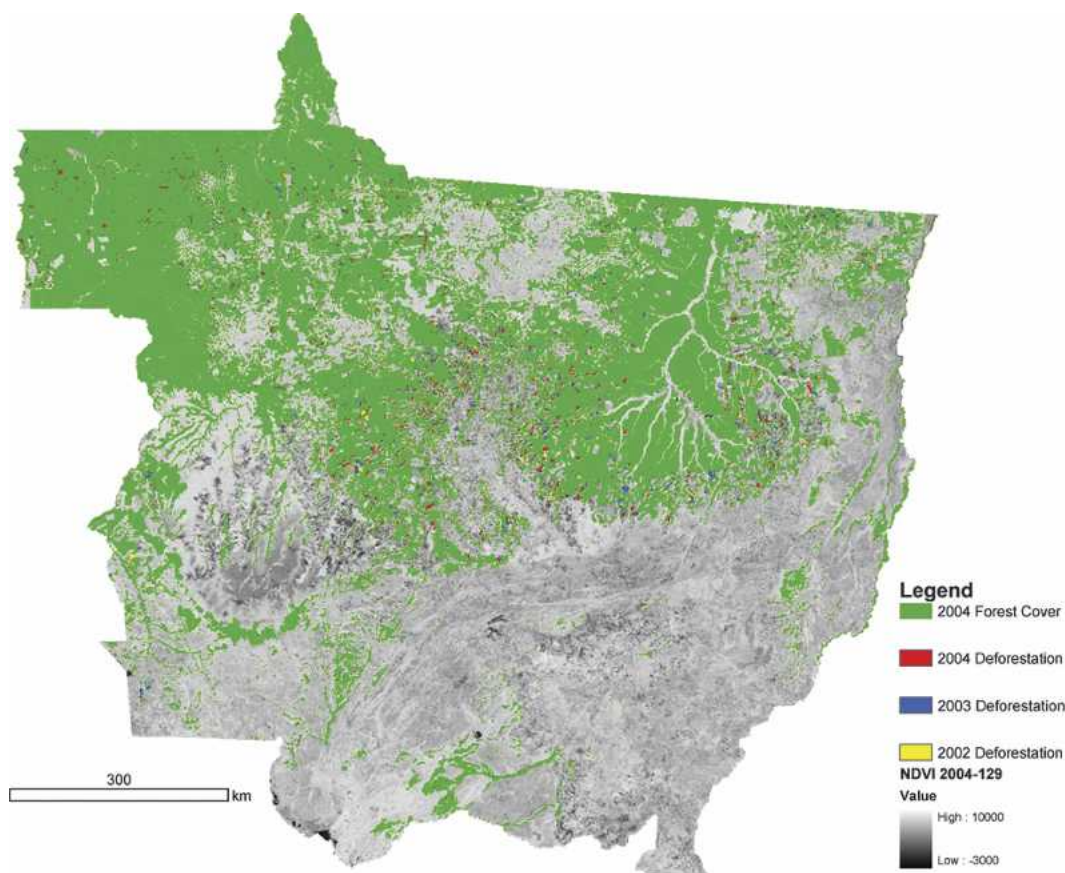 Legend
2004 Forest Cover
2004 Deforestation
2003 Deforestation
2002 Deforestation
NDVI 2004-129
Value
High : 10000
Low : -3000
300
km